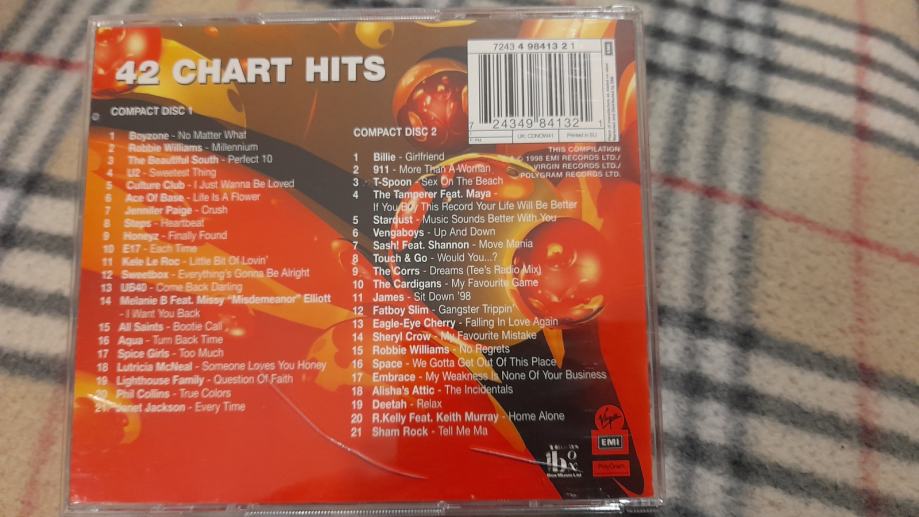 42 CHART HITS
7243 4 98413 2 1
7 24349 84132 1
UK: CDNOW41
Printed in EU
THIS COMPILATION
℗ © 1998 EMI RECORDS LTD./
VIRGIN RECORDS LTD./
POLYGRAM RECORDS LTD.
COMPACT DISC 1
1 Boyzone - No Matter What
2 Robbie Williams - Millennium
3 The Beautiful South - Perfect 10
4 U2 - Sweetest Thing
5 Culture Club - I Just Wanna Be Loved
6 Ace Of Base - Life Is A Flower
7 Jennifer Paige - Crush
8 Steps - Heartbeat
9 Honeyz - Finally Found
10 E17 - Each Time
11 Kele Le Roc - Little Bit Of Lovin'
12 Sweetbox - Everything's Gonna Be Alright
13 UB40 - Come Back Darling
14 Melanie B Feat. Missy "Misdemeanor" Elliott
- I Want You Back
15 All Saints - Bootie Call
16 Aqua - Turn Back Time
17 Spice Girls - Too Much
18 Lutricia McNeal - Someone Loves You Honey
19 Lighthouse Family - Question Of Faith
20 Phil Collins - True Colors
21 Janet Jackson - Every Time
COMPACT DISC 2
1 Billie - Girlfriend
2 911 - More Than A Woman
3 T-Spoon - Sex On The Beach
4 The Tamperer Feat. Maya -
If You Buy This Record Your Life Will Be Better
5 Stardust - Music Sounds Better With You
6 Vengaboys - Up And Down
7 Sash! Feat. Shannon - Move Mania
8 Touch & Go - Would You...?
9 The Corrs - Dreams (Tee's Radio Mix)
10 The Cardigans - My Favourite Game
11 James - Sit Down '98
12 Fatboy Slim - Gangster Trippin'
13 Eagle-Eye Cherry - Falling In Love Again
14 Sheryl Crow - My Favourite Mistake
15 Robbie Williams - No Regrets
16 Space - We Gotta Get Out Of This Place
17 Embrace - My Weakness Is None Of Your Business
18 Alisha's Attic - The Incidentals
19 Deetah - Relax
20 R.Kelly Feat. Keith Murray - Home Alone
21 Sham Rock - Tell Me Ma
Virgin
EMI
PolyGram
box
Box Music Ltd